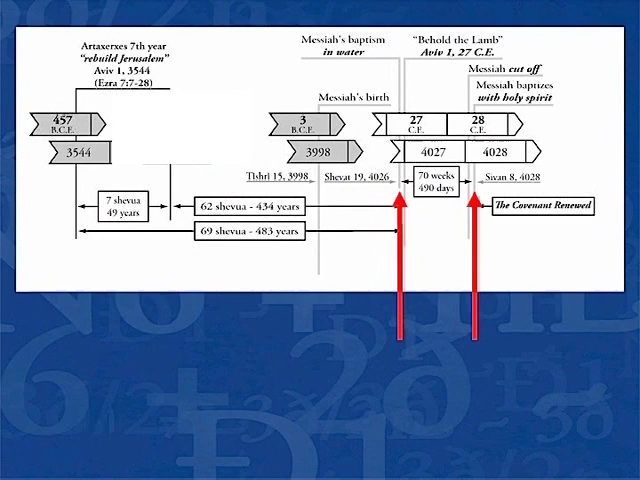 Artaxerxes 7th year
"rebuild Jerusalem"
Aviv 1, 3544
(Ezra 7:7-28)
Messiah's baptism
in water
"Behold the Lamb"
Aviv 1, 27 C.E.
Messiah cut off
Messiah baptizes
with holy spirit
Messiah's birth
457
B.C.E.
3
B.C.E.
27
C.E.
28
C.E.
3544
3998
4027
4028
Tishri 15, 3998
Shevat 19, 4026
70 weeks
490 days
Sivan 8, 4028
7 shevua
49 years
62 shevua - 434 years
The Covenant Renewed
69 shevua - 483 years